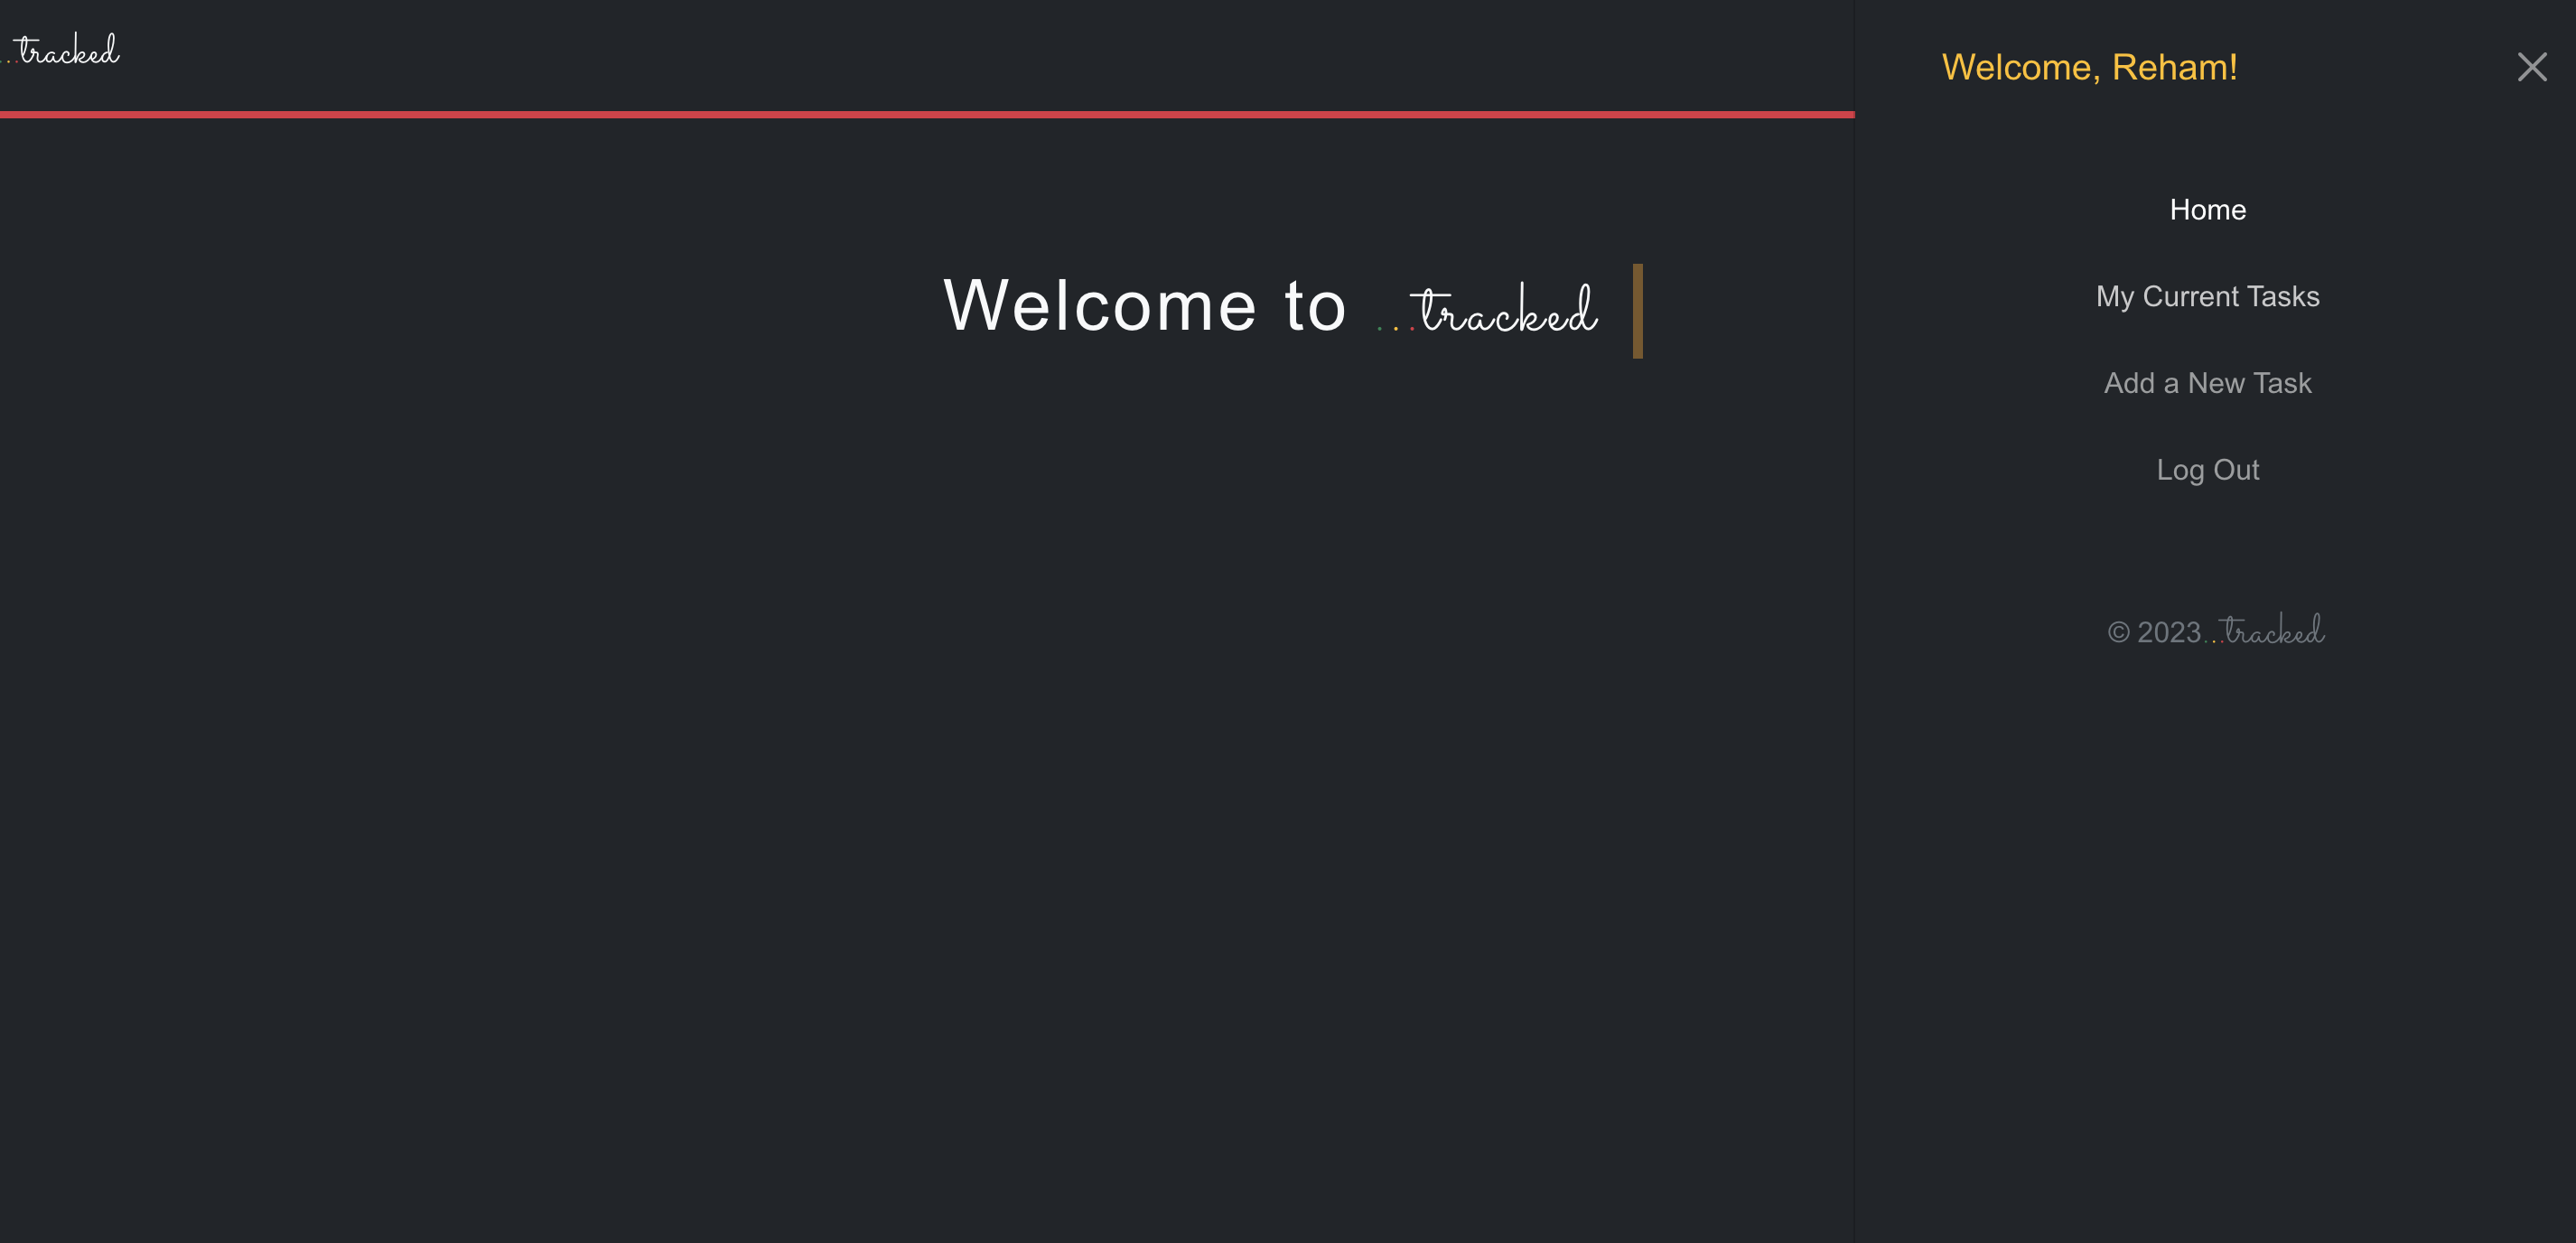 ...tracked
Welcome to ...tracked
Welcome, Reham!
Home
My Current Tasks
Add a New Task
Log Out
© 2023...tracked